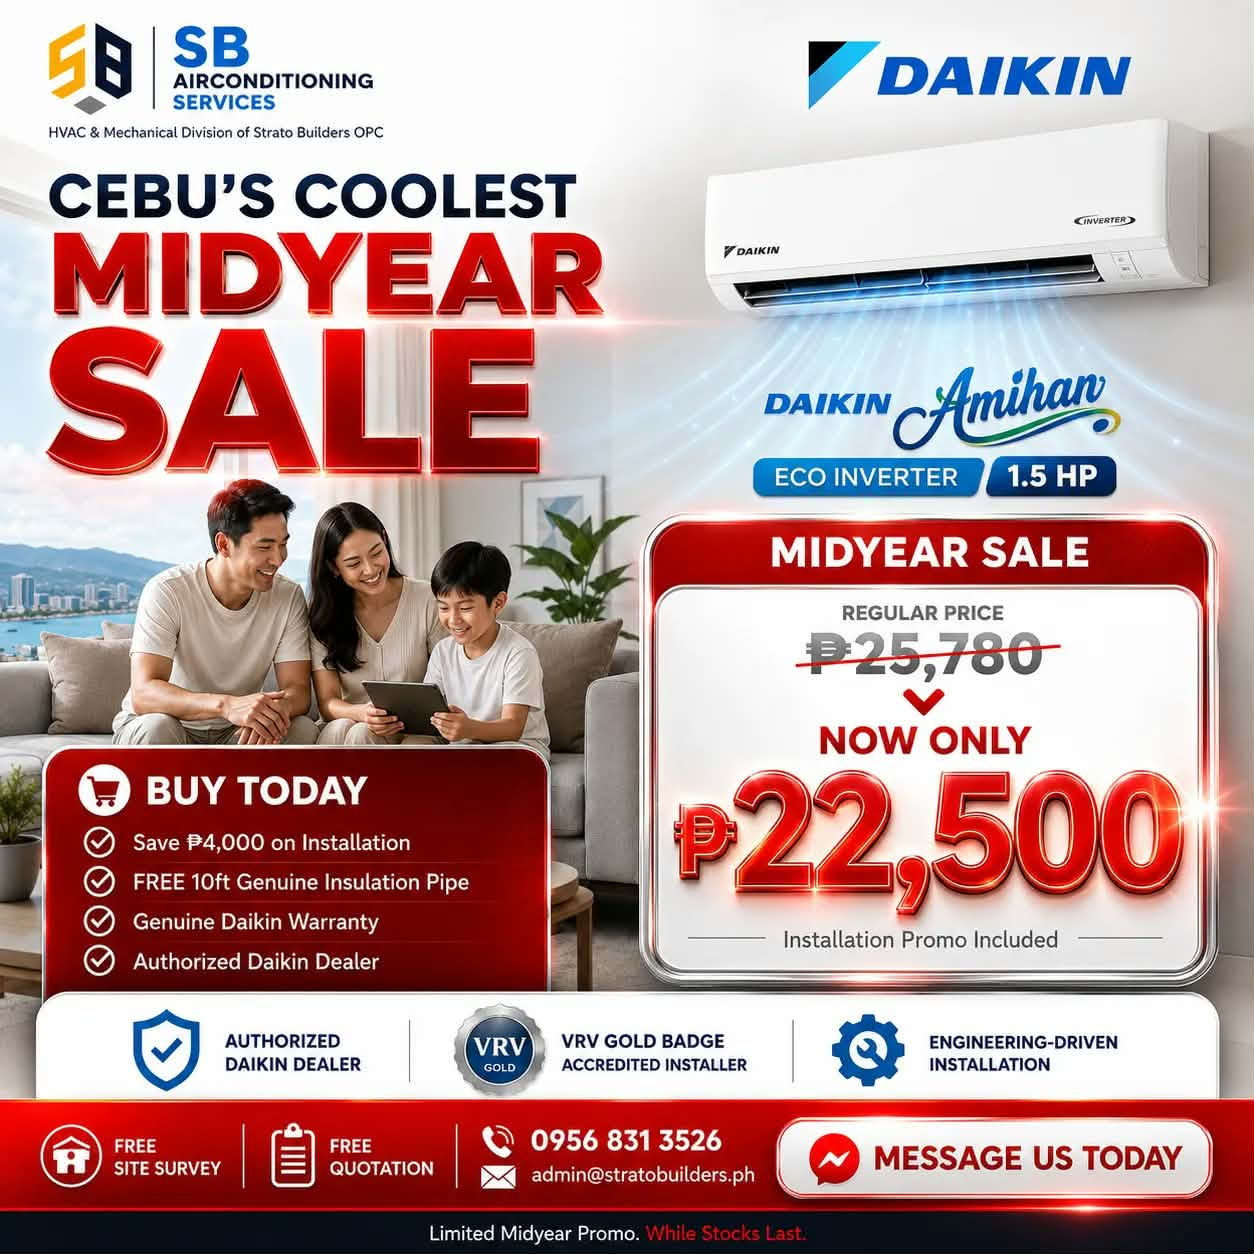 SB
SB
AIRCONDITIONING
SERVICES
HVAC & Mechanical Division of Strato Builders OPC
DAIKIN
CEBU'S COOLEST
MIDYEAR
SALE
INVERTER
DAIKIN
DAIKIN Amihan
ECO INVERTER 1.5 HP
MIDYEAR SALE
REGULAR PRICE
₱25,780
NOW ONLY
₱22,500
Installation Promo Included
BUY TODAY
Save ₱4,000 on Installation
FREE 10ft Genuine Insulation Pipe
Genuine Daikin Warranty
Authorized Daikin Dealer
AUTHORIZED
DAIKIN DEALER
VRV
GOLD
VRV GOLD BADGE
ACCREDITED INSTALLER
ENGINEERING-DRIVEN
INSTALLATION
FREE
SITE SURVEY
FREE
QUOTATION
0956 831 3526
admin@stratobuilders.ph
MESSAGE US TODAY
Limited Midyear Promo. While Stocks Last.